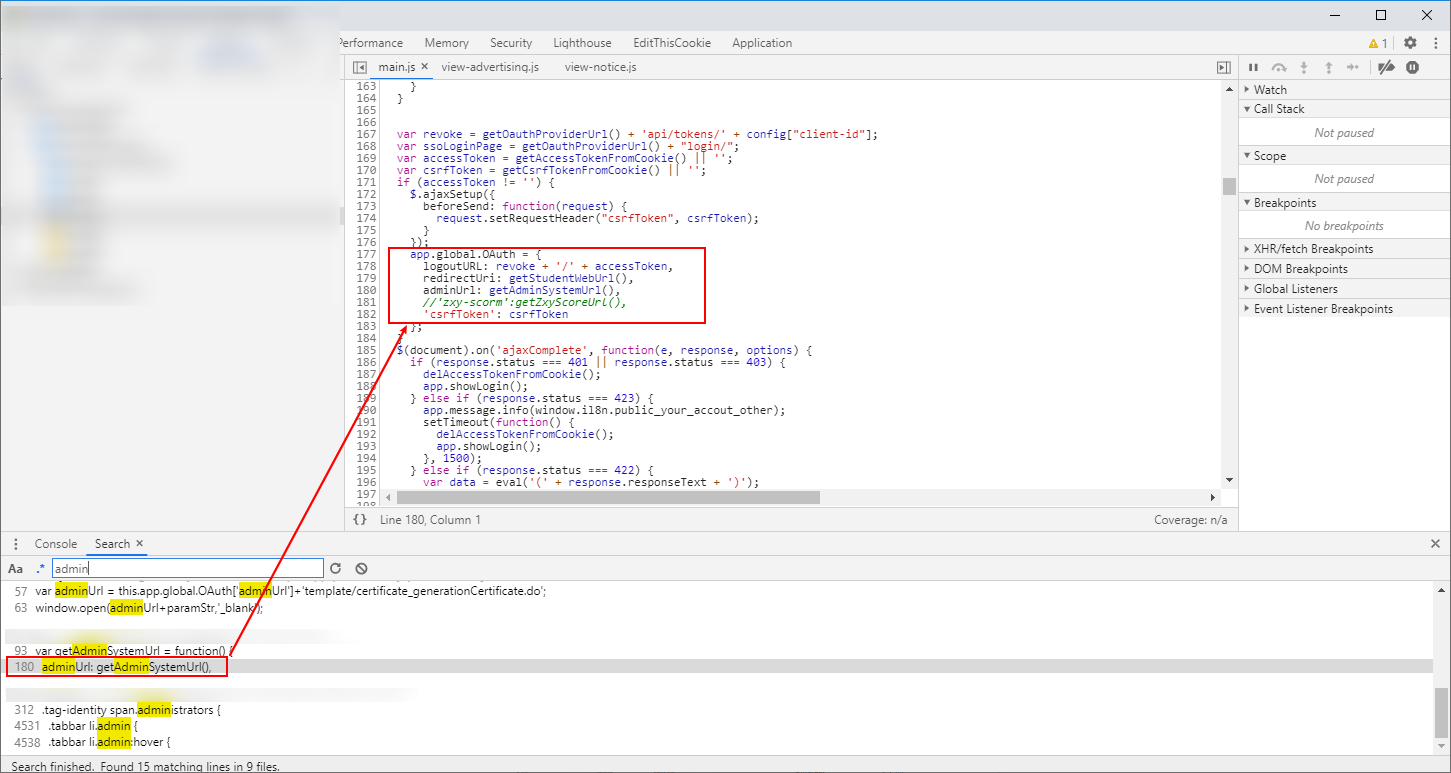 Performance Memory Security Lighthouse EditThisCookie Application 1
main.js × view-advertising.js view-notice.js
163 }
164 }
165
166
167 var revoke = getOauthProviderUrl() + 'api/tokens/' + config["client-id"];
168 var ssoLoginPage = getOauthProviderUrl() + "login/";
169 var accessToken = getAccessTokenFromCookie() || '';
170 var csrfToken = getCsrfTokenFromCookie() || '';
171 if (accessToken != '') {
172 $.ajaxSetup({
173 beforeSend: function(request) {
174 request.setRequestHeader("csrfToken", csrfToken);
175 }
176 });
177 app.global.OAuth = {
178 logoutURL: revoke + '/' + accessToken,
179 redirectUri: getStudentWebUrl(),
180 adminUrl: getAdminSystemUrl(),
181 //'zxy-scorm':getZxyScoreUrl(),
182 'csrfToken': csrfToken
183 };
184 }
185 $(document).on('ajaxComplete', function(e, response, options) {
186 if (response.status === 401 || response.status === 403) {
187 delAccessTokenFromCookie();
188 app.showLogin();
189 } else if (response.status === 423) {
190 app.message.info(window.il8n.public_your_accout_other);
191 setTimeout(function() {
192 delAccessTokenFromCookie();
193 app.showLogin();
194 }, 1500);
195 } else if (response.status === 422) {
196 var data = eval('(' + response.responseText + ')');
197
198
{} Line 180, Column 1 Coverage: n/a
Watch
Call Stack
Not paused
Scope
Not paused
Breakpoints
No breakpoints
XHR/fetch Breakpoints
DOM Breakpoints
Global Listeners
Event Listener Breakpoints
Console Search ×
Aa .* admin
57 var adminUrl = this.app.global.OAuth['adminUrl']+'template/certificate_generationCertificate.do';
63 window.open(adminUrl+paramStr,'_blank');
93 var getAdminSystemUrl = function() {
180 adminUrl: getAdminSystemUrl(),
312 .tag-identity span.administrators {
4531 .tabbar li.admin {
4538 .tabbar li.admin:hover {
Search finished. Found 15 matching lines in 9 files.